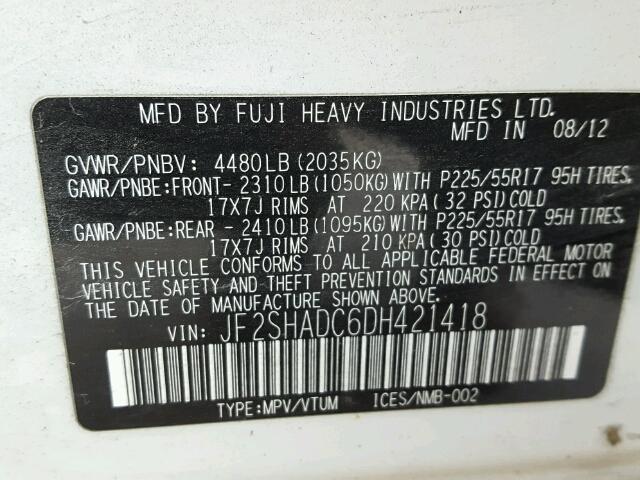 MFD BY FUJI HEAVY INDUSTRIES LTD.
MFD IN 08/12
GVWR/PNBV: 4480LB(2035KG)
GAWR/PNBE:FRONT- 2310LB(1050KG)WITH P225/55R17 95H TIRES,
17X7J RIMS AT 220 KPA(32 PSI)COLD
GAWR/PNBE:REAR - 2410LB(1095KG)WITH P225/55R17 95H TIRES,
17X7J RIMS AT 210 KPA(30 PSI)COLD
THIS VEHICLE CONFORMS TO ALL APPLICABLE FEDERAL MOTOR
VEHICLE SAFETY AND THEFT PREVENTION STANDARDS IN EFFECT ON
THE DATE OF MANUFACTURE SHOWN ABOVE.
VIN: JF2SHADC6DH421418
TYPE:MPV/VTUM ICES/NMB-002